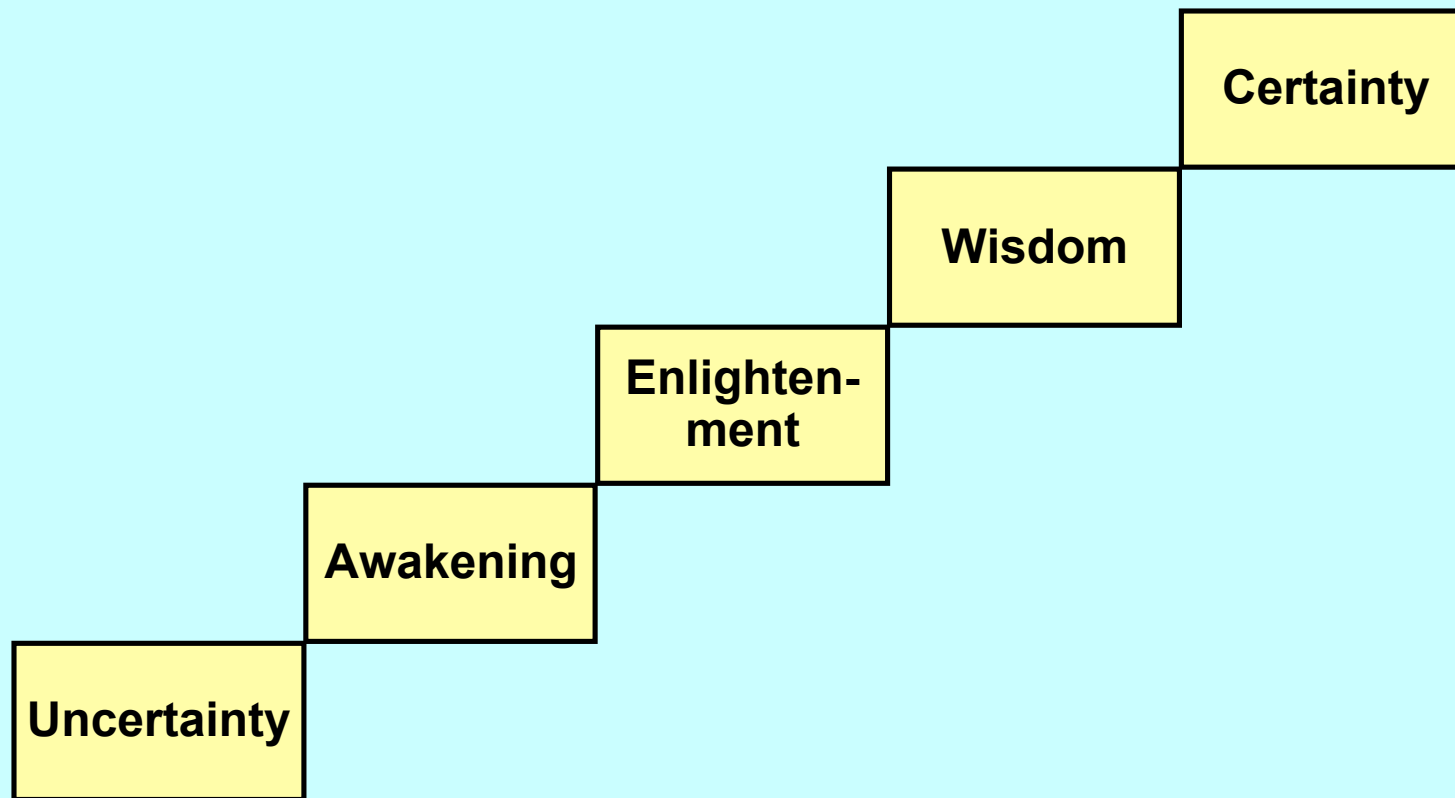 Certainty
Wisdom
Enlighten-
ment
Awakening
Uncertainty